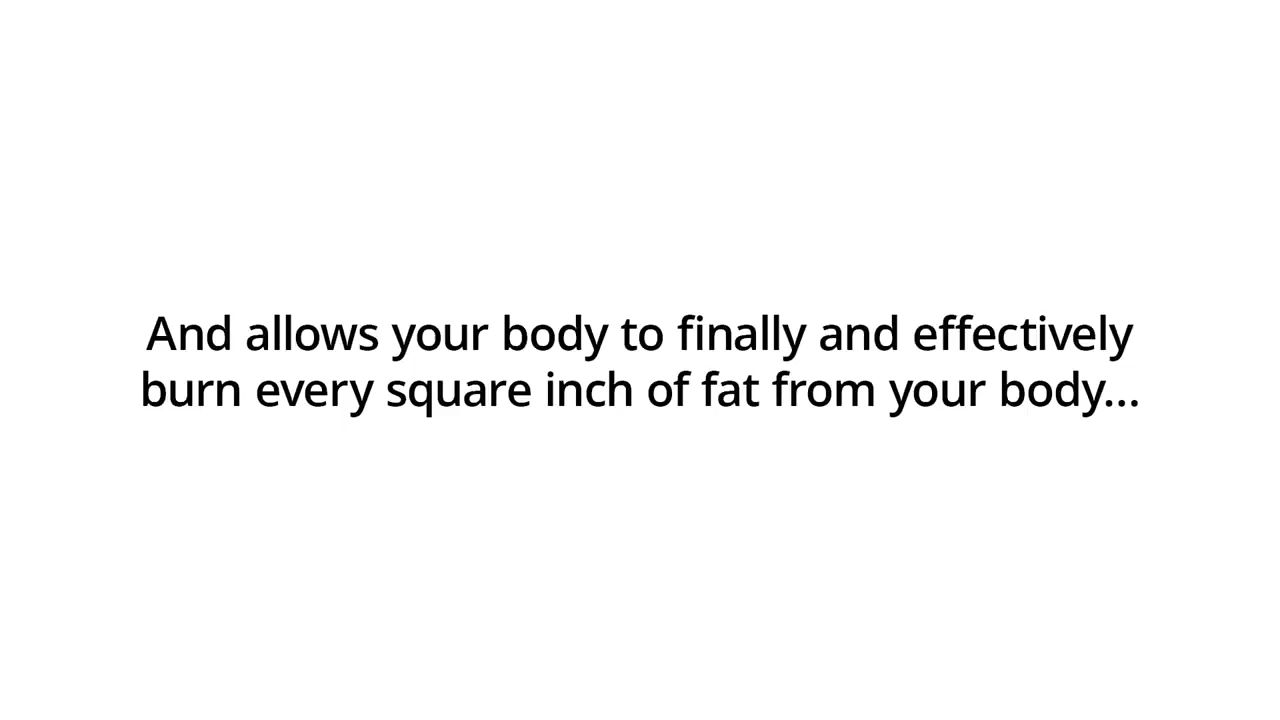 And allows your body to finally and effectively
burn every square inch of fat from your body...